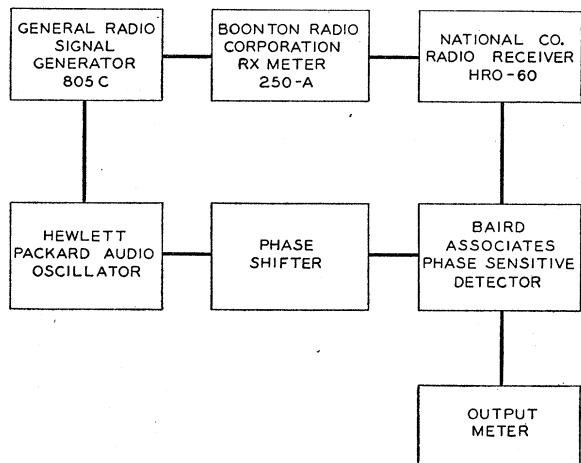 GENERAL RADIO
SIGNAL
GENERATOR
805 C
BOONTON RADIO
CORPORATION
RX METER
250-A
NATIONAL CO.
RADIO RECEIVER
HRO-60
HEWLETT
PACKARD AUDIO
OSCILLATOR
PHASE
SHIFTER
BAIRD
ASSOCIATES
PHASE SENSITIVE
DETECTOR
OUTPUT
METER